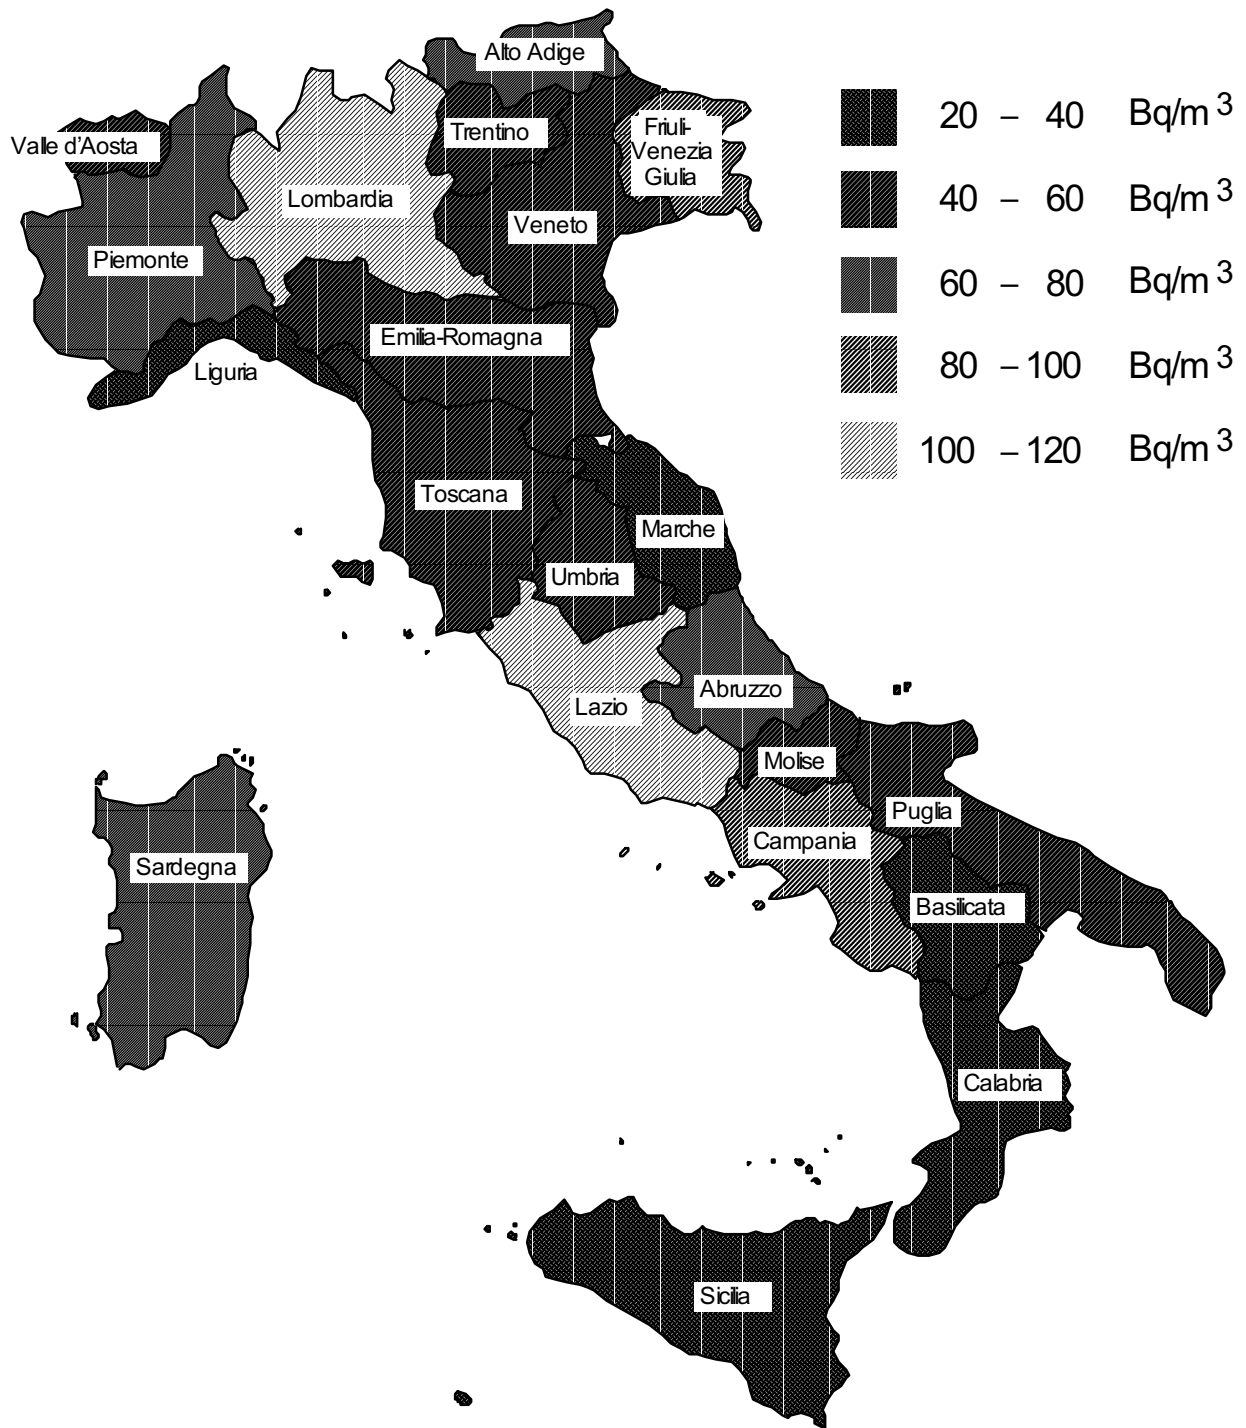 Alto Adige
20 – 40 Bq/m³
Valle d'Aosta
Trentino
Friuli-
Venezia
Giulia
Lombardia
40 – 60 Bq/m³
Veneto
Piemonte
60 – 80 Bq/m³
Emilia-Romagna
Liguria
80 – 100 Bq/m³
100 – 120 Bq/m³
Toscana
Marche
Umbria
Abruzzo
Lazio
Molise
Puglia
Campania
Sardegna
Basilicata
Calabria
Sicilia